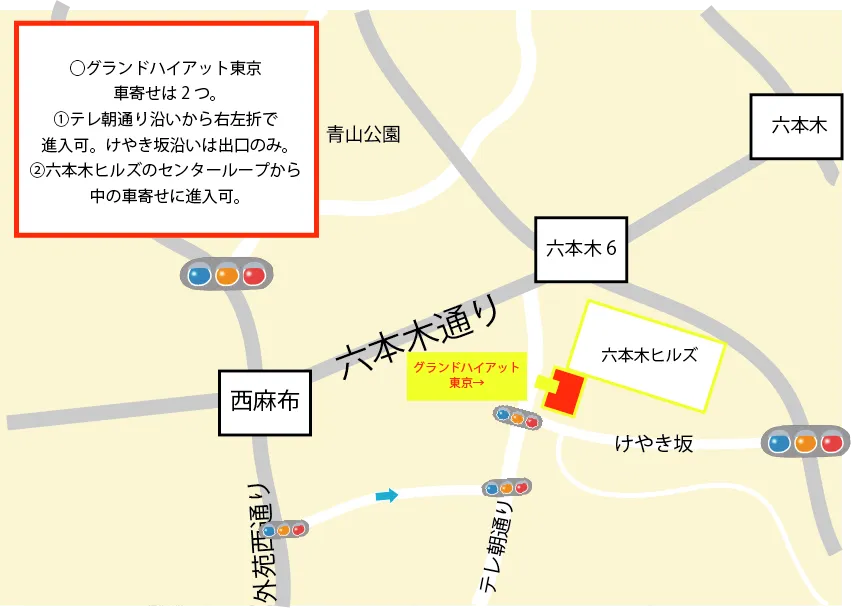 ○グランドハイアット東京
車寄せは2つ。
①テレ朝通り沿いから右左折で
進入可。けやき坂沿いは出口のみ。
②六本木ヒルズのセンターループから
中の車寄せに進入可。
青山公園
六本木
六本木6
六本木通り
六本木ヒルズ
グランドハイアット
東京→
西麻布
けやき坂
外苑西通り
テレ朝通り